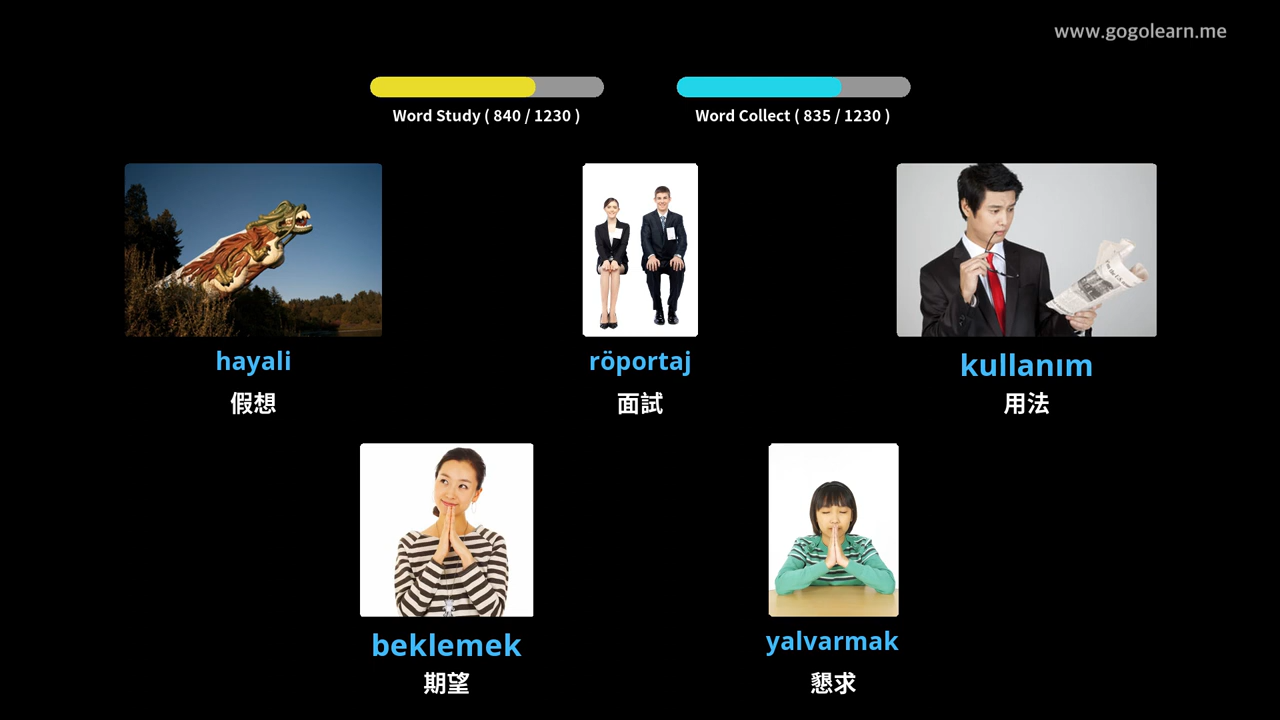 www.gogolearn.me
Word Study ( 840 / 1230 )
Word Collect ( 835 / 1230 )
hayali
假想
röportaj
面試
kullanım
用法
beklemek
期望
yalvarmak
懇求